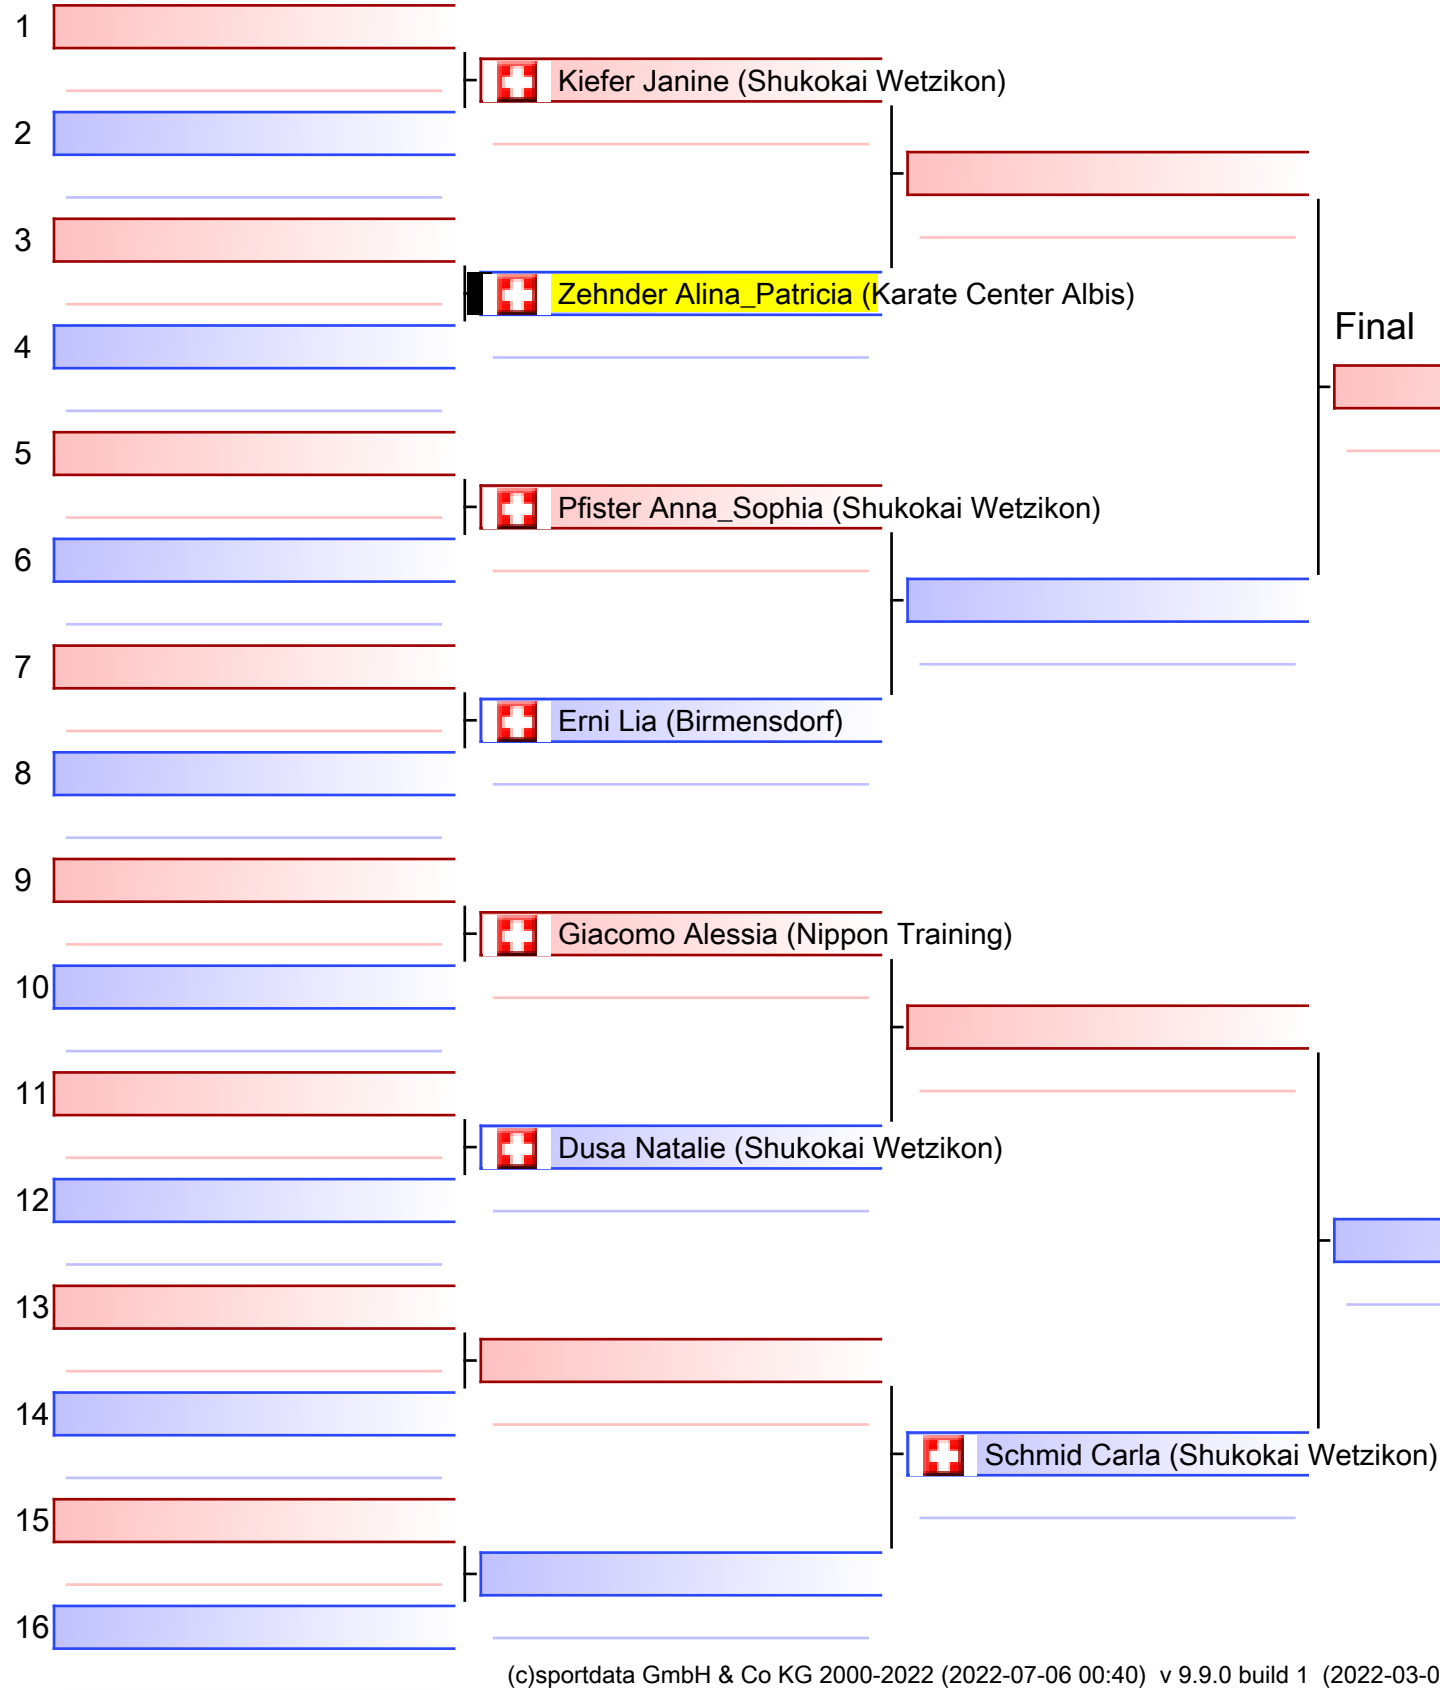 1
Kiefer Janine (Shukokai Wetzikon)
2
3
Zehnder Alina_Patricia (Karate Center Albis)
Final
4
5
Pfister Anna_Sophia (Shukokai Wetzikon)
6
7
Erni Lia (Birmensdorf)
8
9
Giacomo Alessia (Nippon Training)
10
11
Dusa Natalie (Shukokai Wetzikon)
12
13
14
Schmid Carla (Shukokai Wetzikon)
15
16
(c)sportdata GmbH & Co KG 2000-2022 (2022-07-06 00:40) v 9.9.0 build 1 (2022-03-0